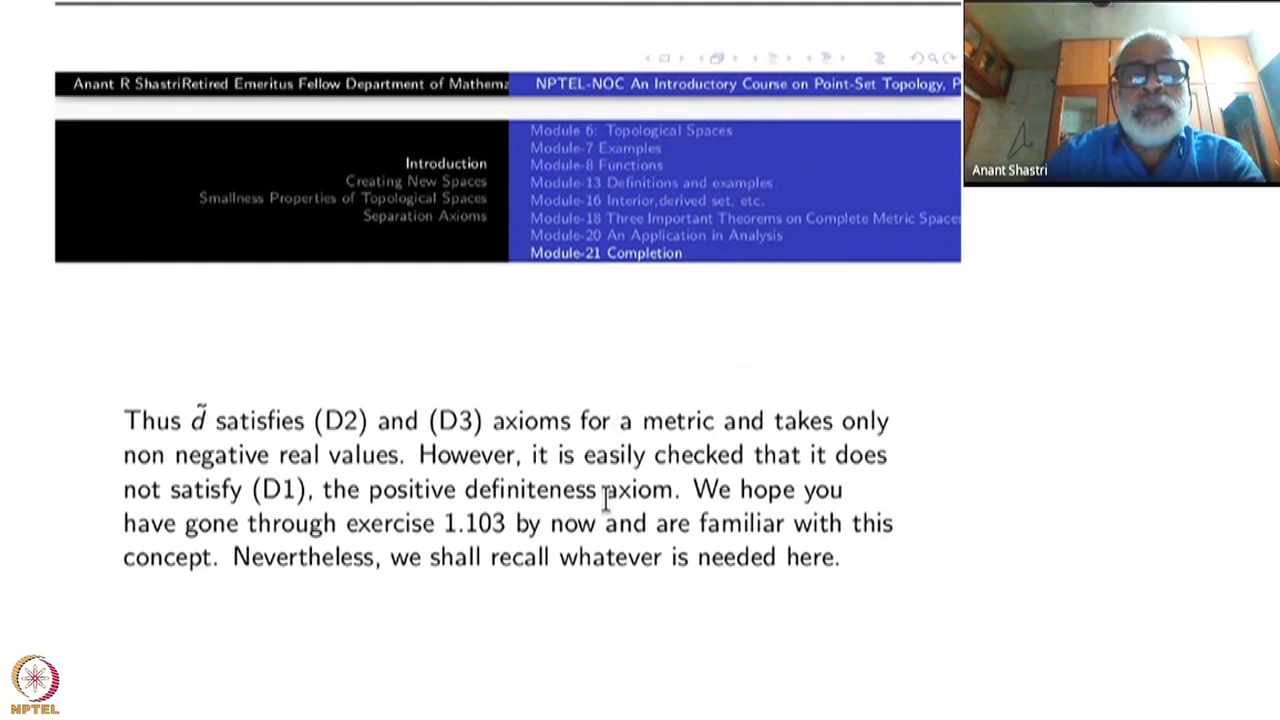 Anant R ShastriRetired Emeritus Fellow Department of Mathema
NPTEL-NOC An Introductory Course on Point-Set Topology, P
Introduction
Creating New Spaces
Smallness Properties of Topological Spaces
Separation Axioms
Module 6: Topological Spaces
Module-7 Examples
Module-8 Functions
Module-13 Definitions and examples
Module-16 Interior,derived set, etc.
Module-18 Three Important Theorems on Complete Metric Space
Module-20 An Application in Analysis
Module-21 Completion
Anant Shastri
Thus d̃ satisfies (D2) and (D3) axioms for a metric and takes only
non negative real values. However, it is easily checked that it does
not satisfy (D1), the positive definiteness axiom. We hope you
have gone through exercise 1.103 by now and are familiar with this
concept. Nevertheless, we shall recall whatever is needed here.
NPTEL